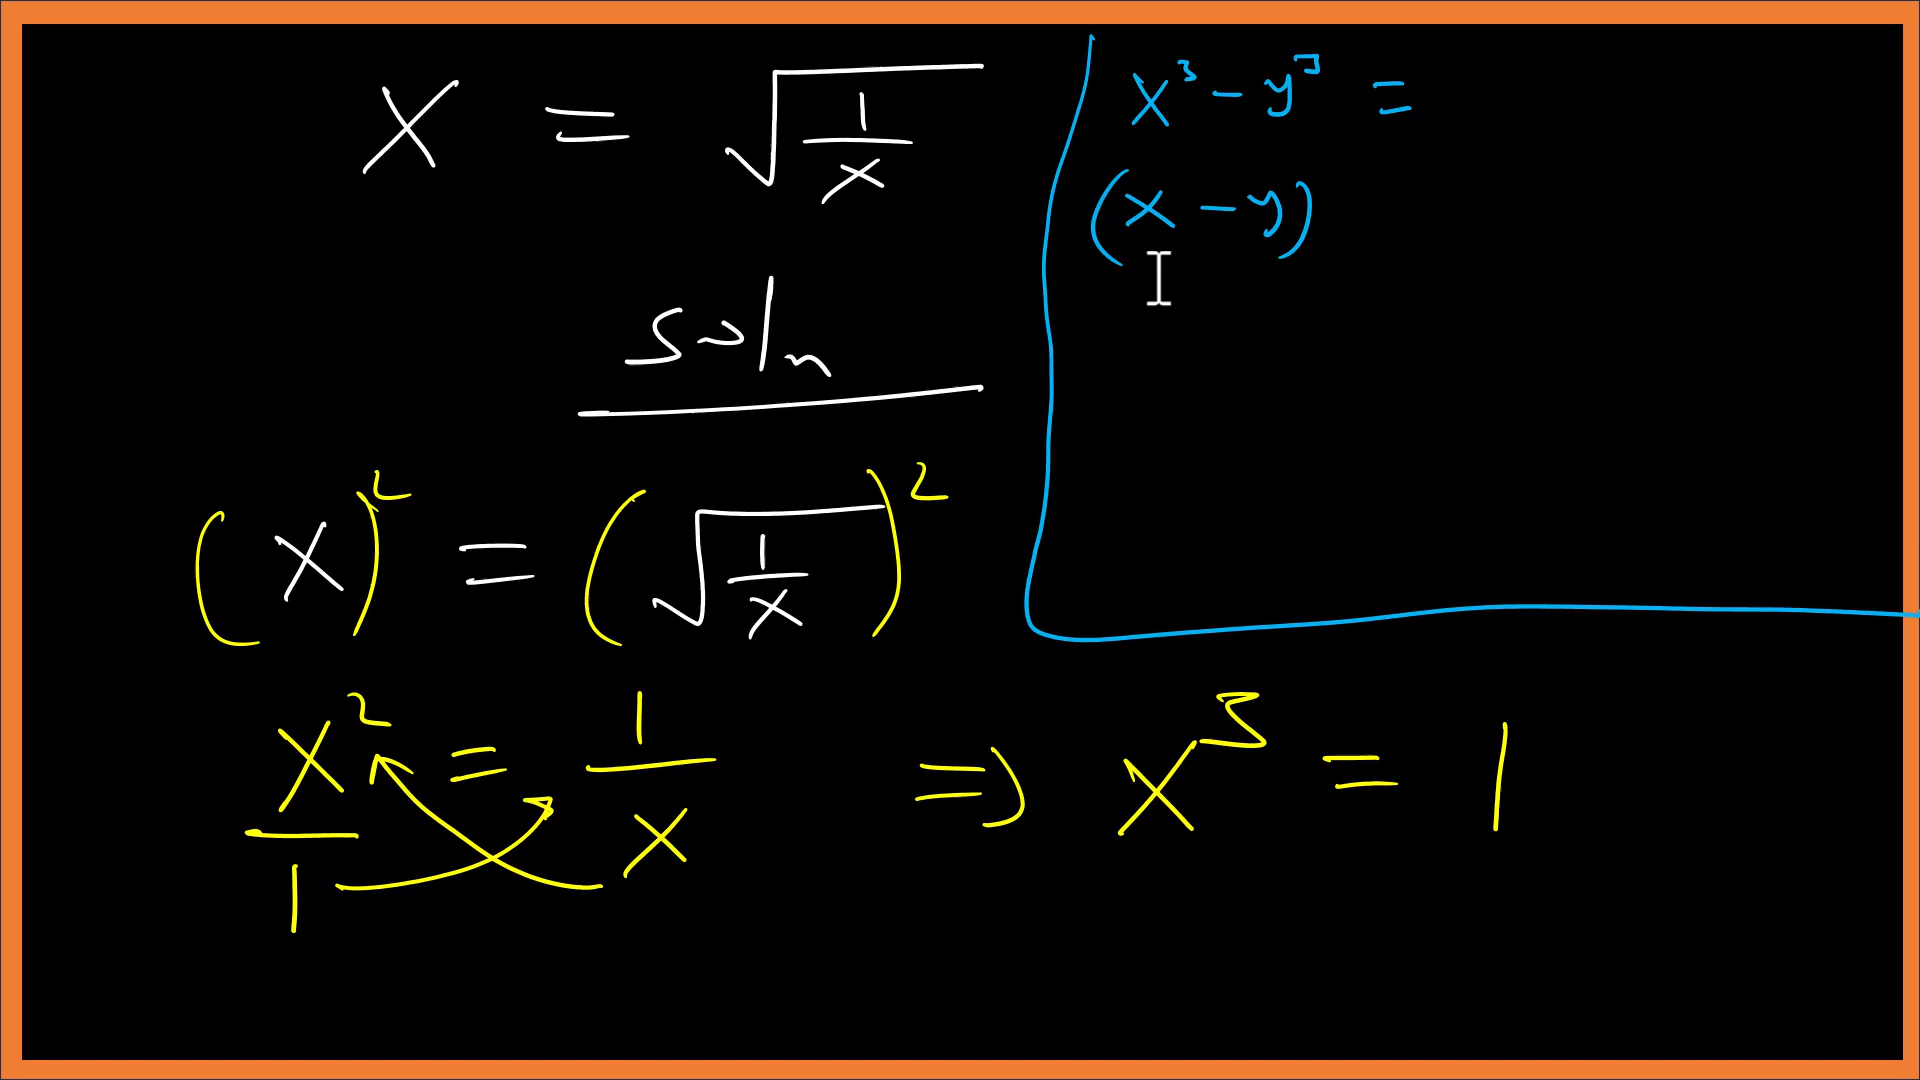 x = √(1/x)
soln
(x)² = (√(1/x))²
x²/1 = 1/x ⇒ x³ = 1
x³ - y³ =
(x - y)